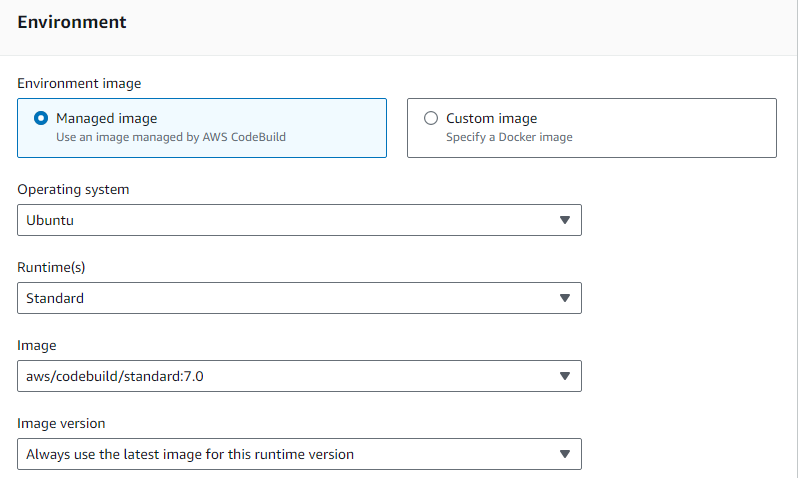 Environment
Environment image
Managed image
Use an image managed by AWS CodeBuild
Custom image
Specify a Docker image
Operating system
Ubuntu
Runtime(s)
Standard
Image
aws/codebuild/standard:7.0
Image version
Always use the latest image for this runtime version